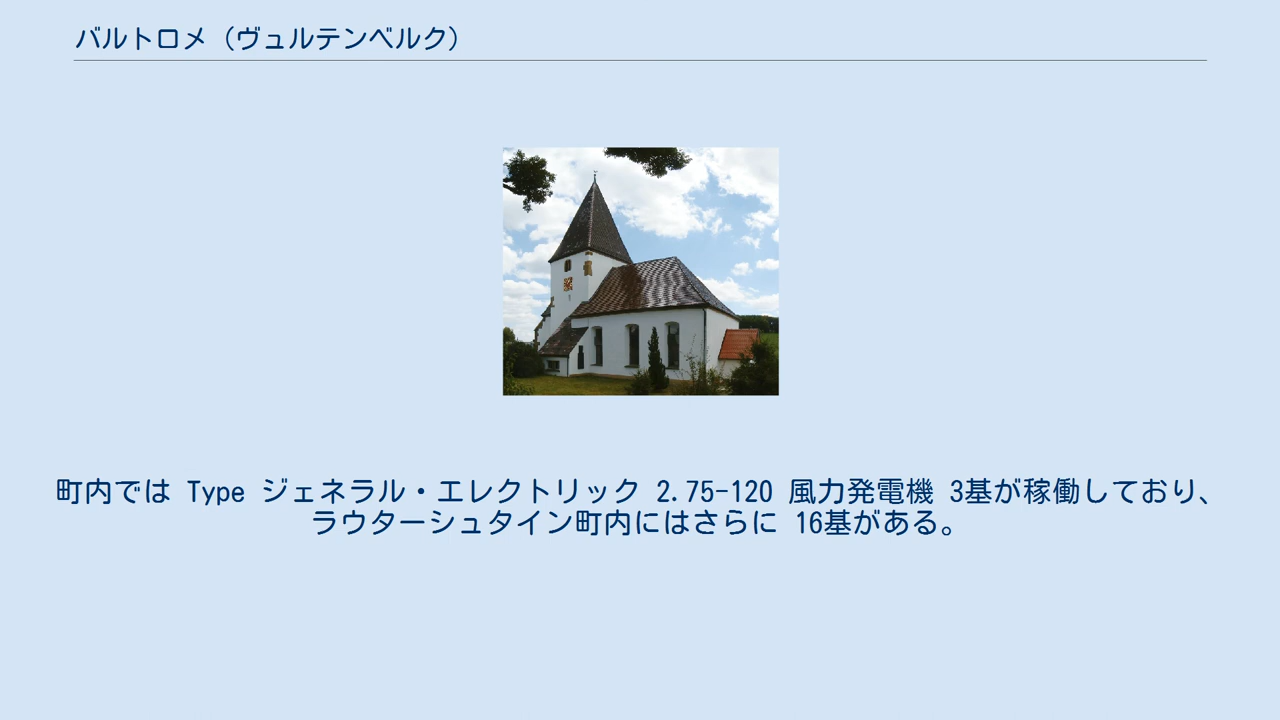 バルトロメ（ヴュルテンベルク）
町内では Type ジェネラル・エレクトリック 2.75-120 風力発電機 3基が稼働しており、
ラウターシュタイン町内にはさらに 16基がある。